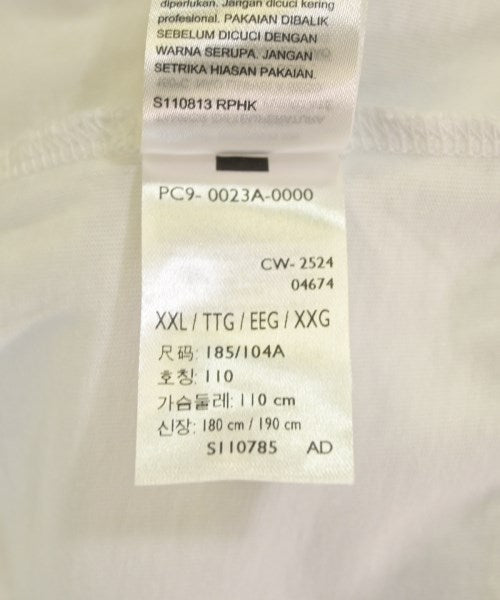 diperlukan. Jangan dicuci kering
profesional. PAKAIAN DIBALIK
SEBELUM DICUCI DENGAN
WARNA SERUPA. JANGAN
SETRIKA HIASAN PAKAIAN.
S110813 RPHK
PC9- 0023A-0000
CW- 2524
04674
XXL / TTG / EEG / XXG
尺码: 185/104A
호칭: 110
가슴둘레: 110 cm
신장: 180 cm / 190 cm
S110785 AD